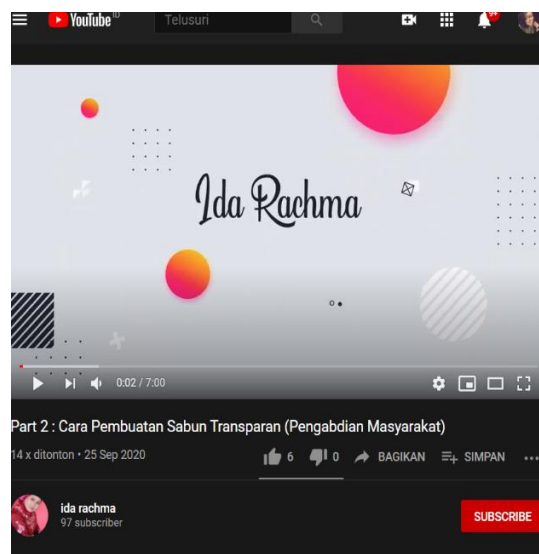 YouTube ID Telusuri
Ida Rachma
0:02 / 7:00
Part 2 : Cara Pembuatan Sabun Transparan (Pengabdian Masyarakat)
14 x ditonton • 25 Sep 2020 6 0 BAGIKAN SIMPAN
ida rachma
97 subscriber SUBSCRIBE